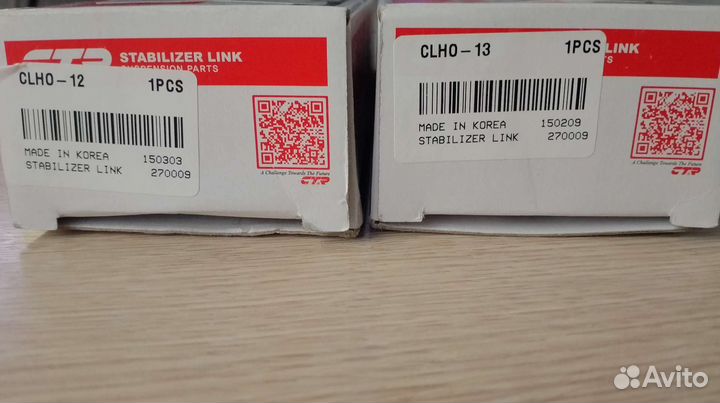 CTR STABILIZER LINK
SUSPENSION PARTS
CLHO-12 1PCS
MADE IN KOREA 150303
STABILIZER LINK 270009
A Challenge Towards The Future
CTR
LINK
CLHO-13 1PCS
MADE IN KOREA 150209
STABILIZER LINK 270009
A Challenge Towards The Future
CTR
Avito